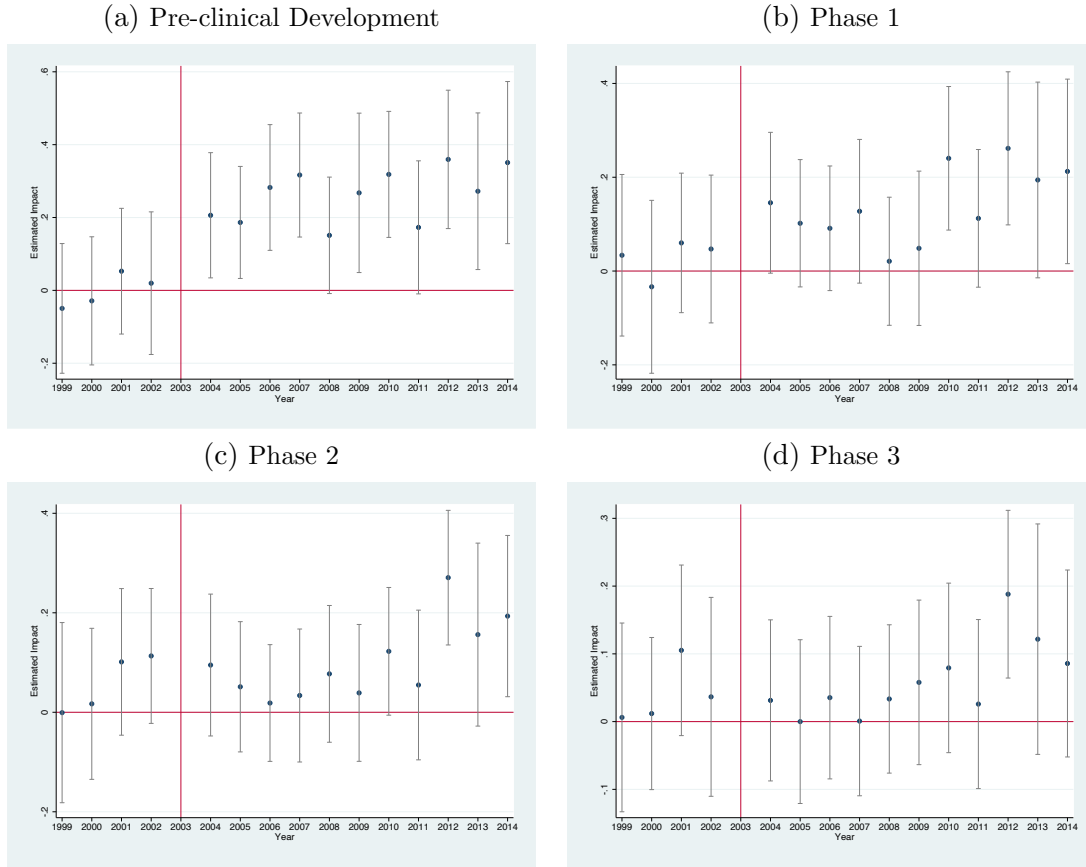 (a) Pre-clinical Development
Estimated Impact
.6
.4
.2
0
-.2
1999 2000 2001 2002 2003 2004 2005 2006 2007 2008 2009 2010 2011 2012 2013 2014
Year
(b) Phase 1
Estimated Impact
.4
.2
0
-.2
1999 2000 2001 2002 2003 2004 2005 2006 2007 2008 2009 2010 2011 2012 2013 2014
Year
(c) Phase 2
Estimated Impact
.4
.2
0
-.2
1999 2000 2001 2002 2003 2004 2005 2006 2007 2008 2009 2010 2011 2012 2013 2014
Year
(d) Phase 3
Estimated Impact
.3
.2
.1
0
-.1
1999 2000 2001 2002 2003 2004 2005 2006 2007 2008 2009 2010 2011 2012 2013 2014
Year